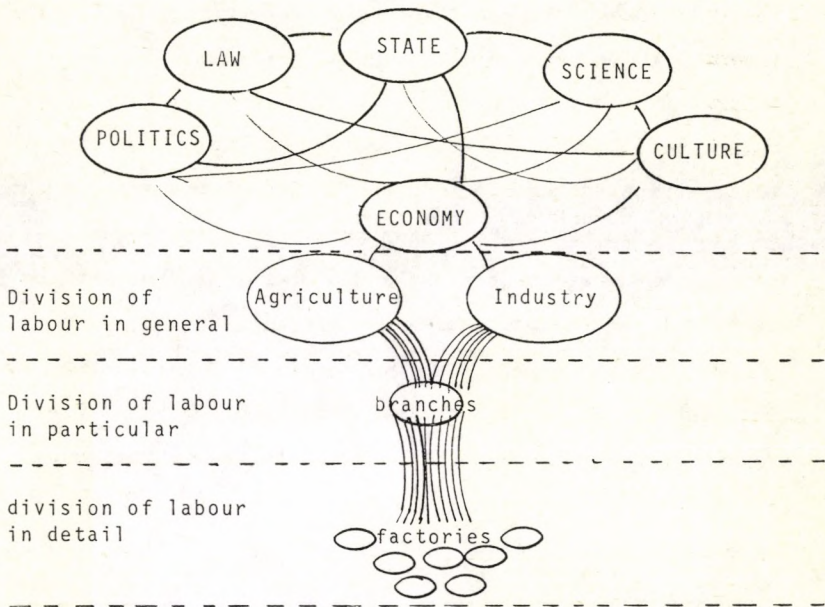 LAW
STATE
SCIENCE
POLITICS
CULTURE
ECONOMY
Division of
labour in general
Agriculture
Industry
Division of labour
in particular
branches
division of labour
in detail
factories